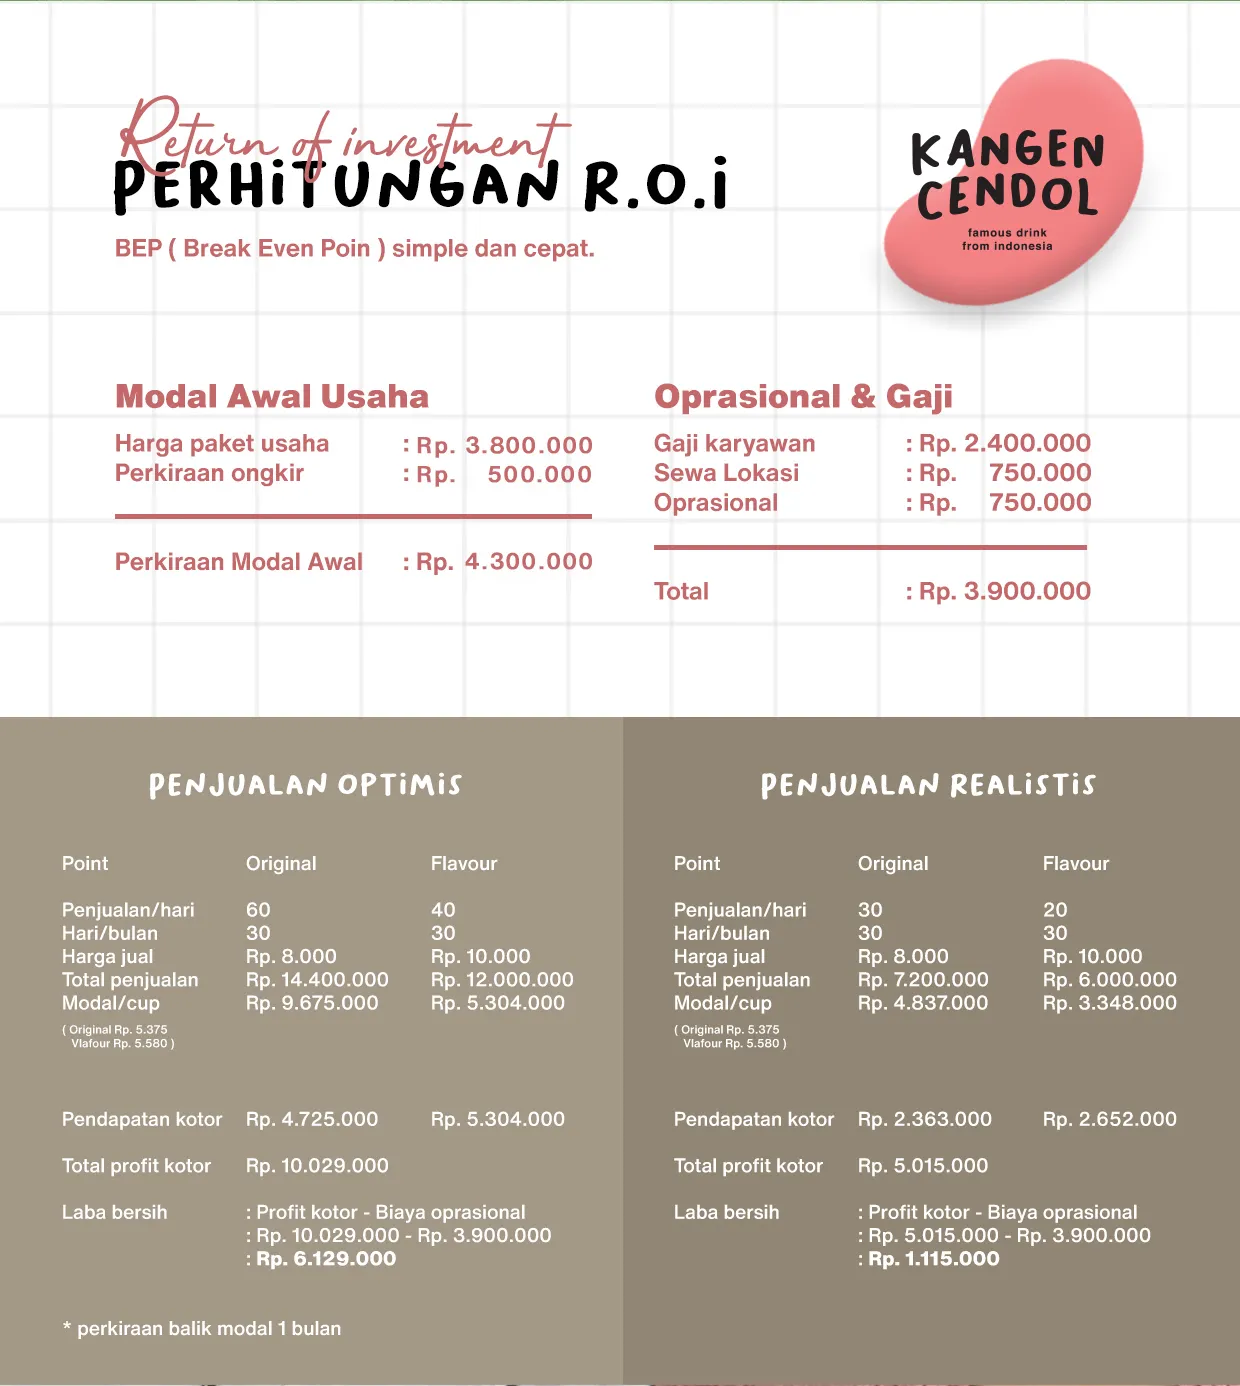 Return of investment
PERHiTUNGAN R.O.i
BEP ( Break Even Poin ) simple dan cepat.
KANGEN
CENDOL
famous drink
from indonesia
Modal Awal Usaha
Harga paket usaha : Rp. 3.800.000
Perkiraan ongkir : Rp. 500.000
Perkiraan Modal Awal : Rp. 4.300.000
Oprasional & Gaji
Gaji karyawan : Rp. 2.400.000
Sewa Lokasi : Rp. 750.000
Oprasional : Rp. 750.000
Total : Rp. 3.900.000
PENJUALAN OPTiMiS
Point Original Flavour
Penjualan/hari 60 40
Hari/bulan 30 30
Harga jual Rp. 8.000 Rp. 10.000
Total penjualan Rp. 14.400.000 Rp. 12.000.000
Modal/cup Rp. 9.675.000 Rp. 5.304.000
( Original Rp. 5.375
Vlafour Rp. 5.580 )
Pendapatan kotor Rp. 4.725.000 Rp. 5.304.000
Total profit kotor Rp. 10.029.000
Laba bersih : Profit kotor - Biaya oprasional
: Rp. 10.029.000 - Rp. 3.900.000
: Rp. 6.129.000
* perkiraan balik modal 1 bulan
PENJUALAN REALiSTiS
Point Original Flavour
Penjualan/hari 30 20
Hari/bulan 30 30
Harga jual Rp. 8.000 Rp. 10.000
Total penjualan Rp. 7.200.000 Rp. 6.000.000
Modal/cup Rp. 4.837.000 Rp. 3.348.000
( Original Rp. 5.375
Vlafour Rp. 5.580 )
Pendapatan kotor Rp. 2.363.000 Rp. 2.652.000
Total profit kotor Rp. 5.015.000
Laba bersih : Profit kotor - Biaya oprasional
: Rp. 5.015.000 - Rp. 3.900.000
: Rp. 1.115.000